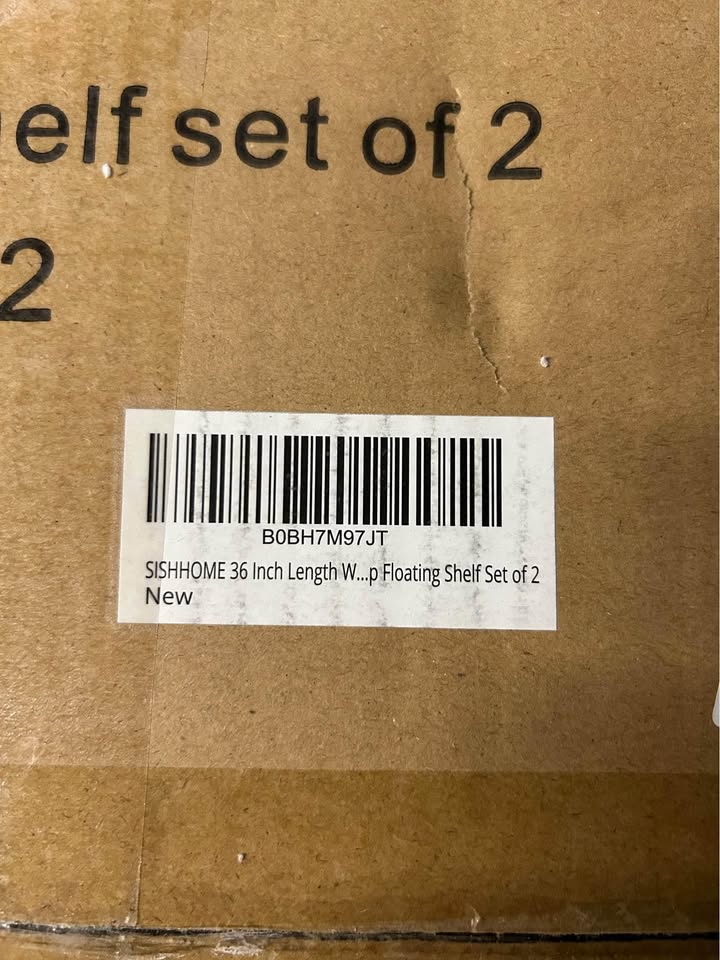 elf set of 2
2
B0BH7M97JT
SISHHOME 36 Inch Length W...p Floating Shelf Set of 2
New